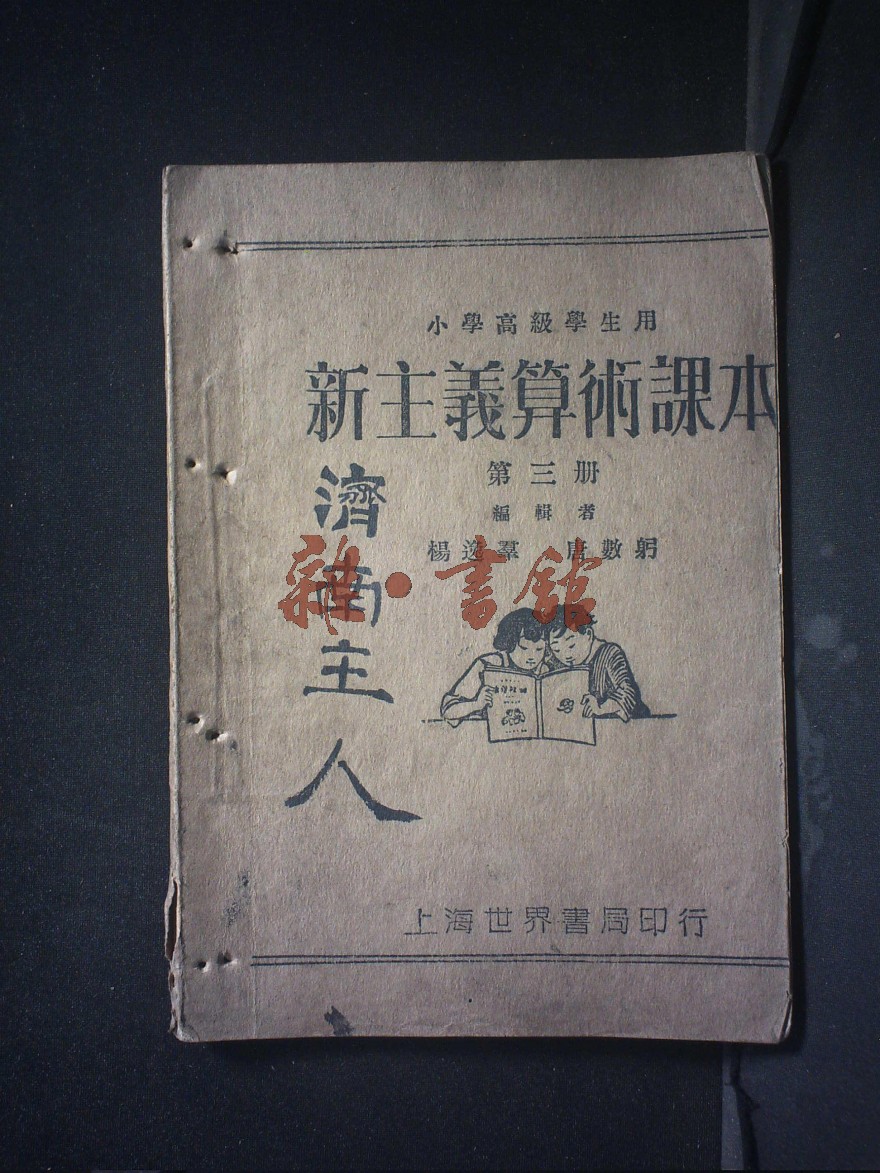 小學高級學生用
新主義算術課本
第三册
編輯者
楊逸羣 唐數躬
濟南主人
雜·書館
上海世界書局印行